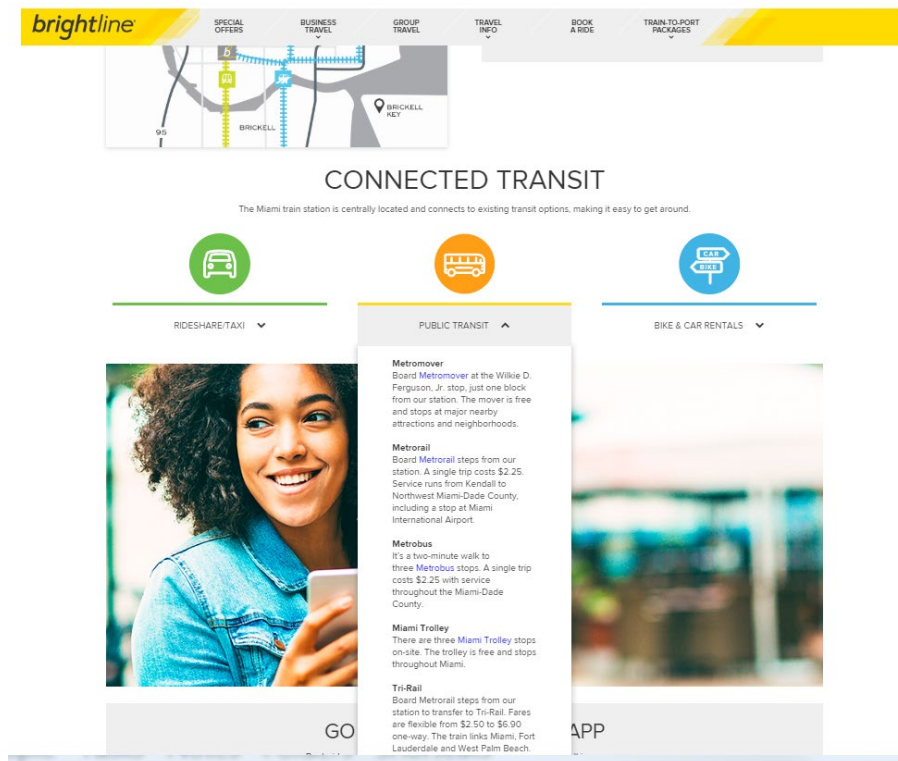 brightline
SPECIAL
OFFERS
BUSINESS
TRAVEL
GROUP
TRAVEL
TRAVEL
INFO
BOOK
A RIDE
TRAIN-TO-PORT
PACKAGES
b
BRICKELL
KEY
95
BRICKELL
CONNECTED TRANSIT
The Miami train station is centrally located and connects to existing transit options, making it easy to get around.
CAR
BIKE
RIDESHARE/TAXI
PUBLIC TRANSIT
BIKE & CAR RENTALS
Metromover
Board Metromover at the Wilkie D.
Ferguson, Jr. stop, just one block
from our station. The mover is free
and stops at major nearby
attractions and neighborhoods.
Metrorail
Board Metrorail steps from our
station. A single trip costs $2.25.
Service runs from Kendall to
Northwest Miami-Dade County,
including a stop at Miami
International Airport.
Metrobus
It's a two-minute walk to
three Metrobus stops. A single trip
costs $2.25 with service
throughout the Miami-Dade
County.
Miami Trolley
There are three Miami Trolley stops
on-site. The trolley is free and stops
throughout Miami.
Tri-Rail
Board Metrorail steps from our
station to transfer to Tri-Rail. Fares
are flexible from $2.50 to $6.90
one-way. The train links Miami, Fort
Lauderdale and West Palm Beach.
GO
APP